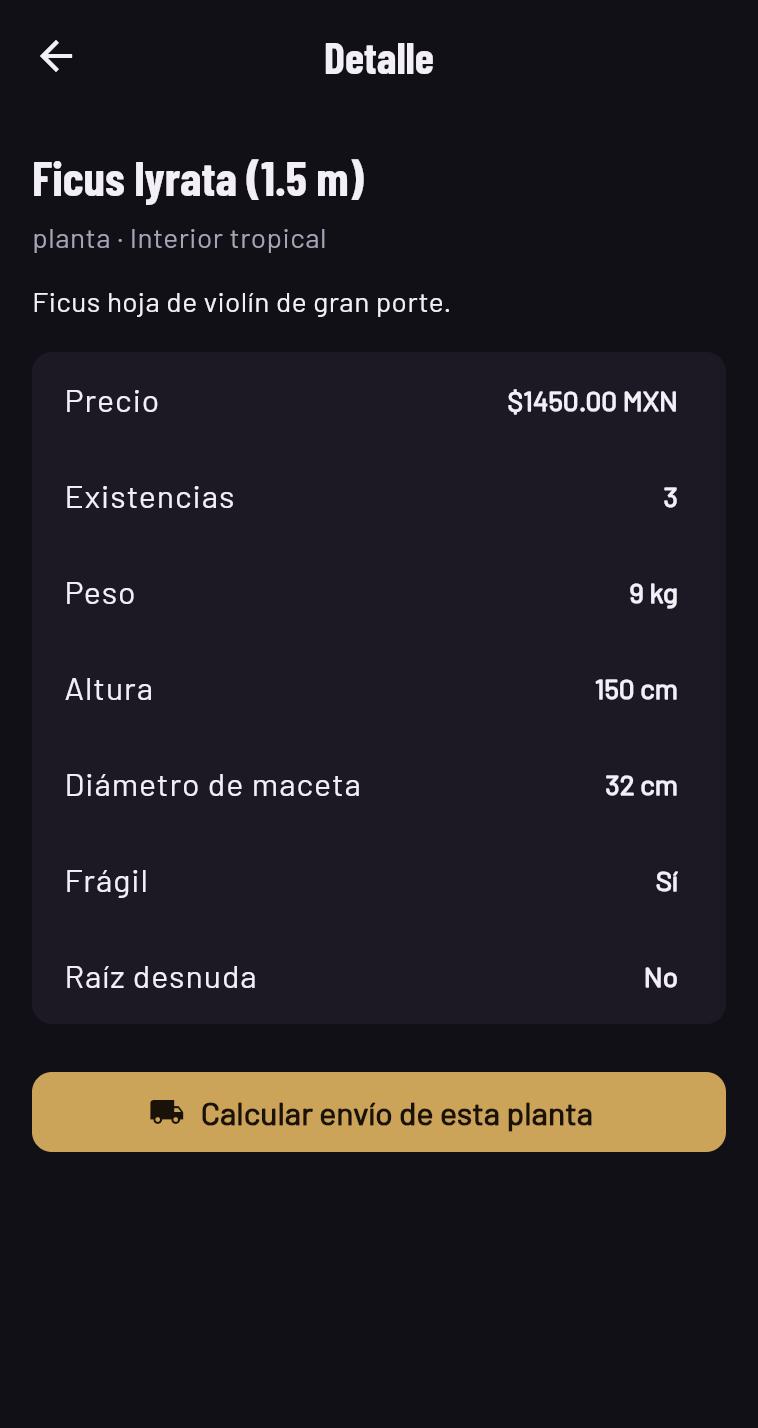 Detalle
Ficus lyrata (1.5 m)
planta · Interior tropical
Ficus hoja de violín de gran porte.
Precio $1450.00 MXN
Existencias 3
Peso 9 kg
Altura 150 cm
Diámetro de maceta 32 cm
Frágil Sí
Raíz desnuda No
Calcular envío de esta planta